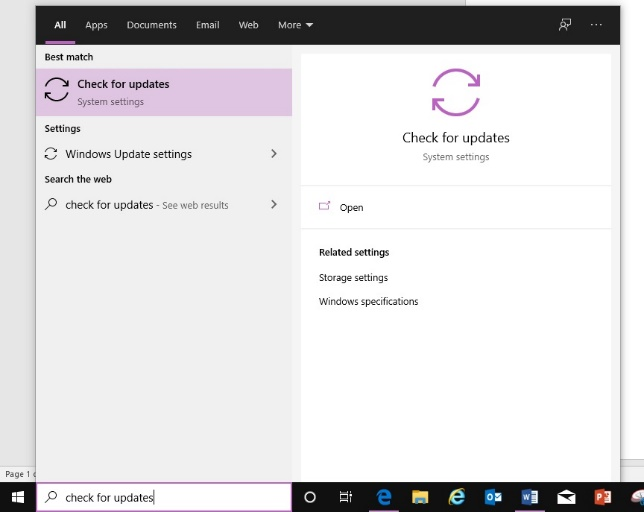 All Apps Documents Email Web More
Best match
Check for updates
System settings
Settings
Windows Update settings
Search the web
check for updates - See web results
Check for updates
System settings
Open
Related settings
Storage settings
Windows specifications
Page 1
check for updates